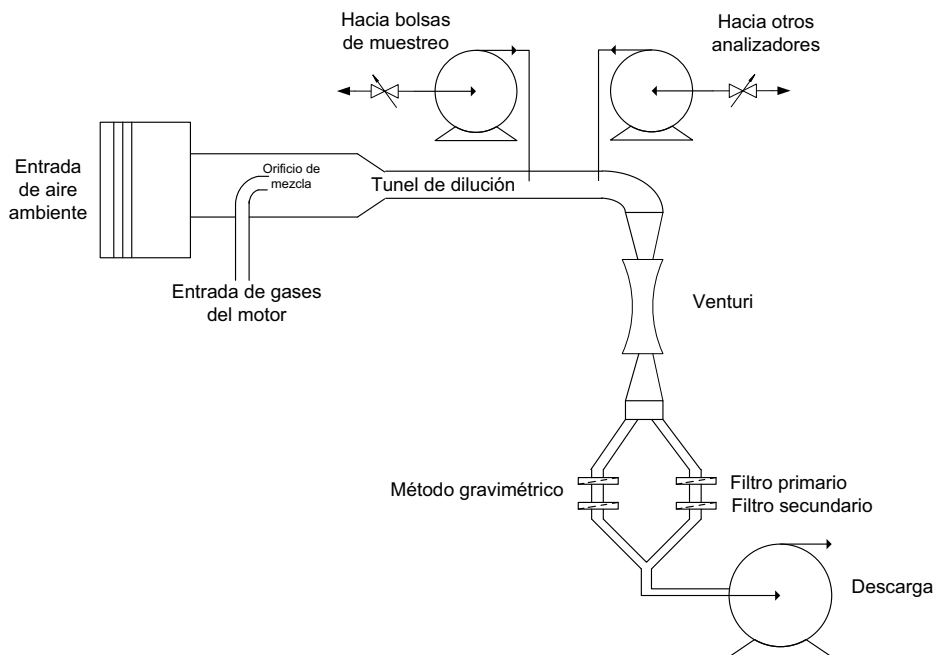 Hacia bolsas
de muestreo
Hacia otros
analizadores
Entrada
de aire
ambiente
Orificio de
mezcla
Tunel de dilución
Entrada de gases
del motor
Venturi
Método gravimétrico
Filtro primario
Filtro secundario
Descarga